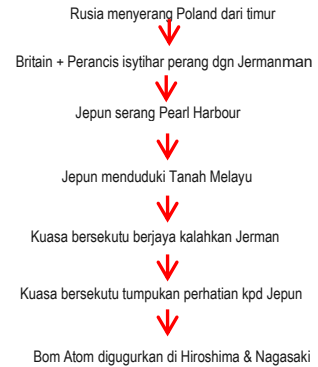 Rusia menyerang Poland dari timur
Britain + Perancis isytihar perang dgn Jermanman
Jepun serang Pearl Harbour
Jepun menduduki Tanah Melayu
Kuasa bersekutu berjaya kalahkan Jerman
Kuasa bersekutu tumpukan perhatian kpd Jepun
Bom Atom digugurkan di Hiroshima & Nagasaki